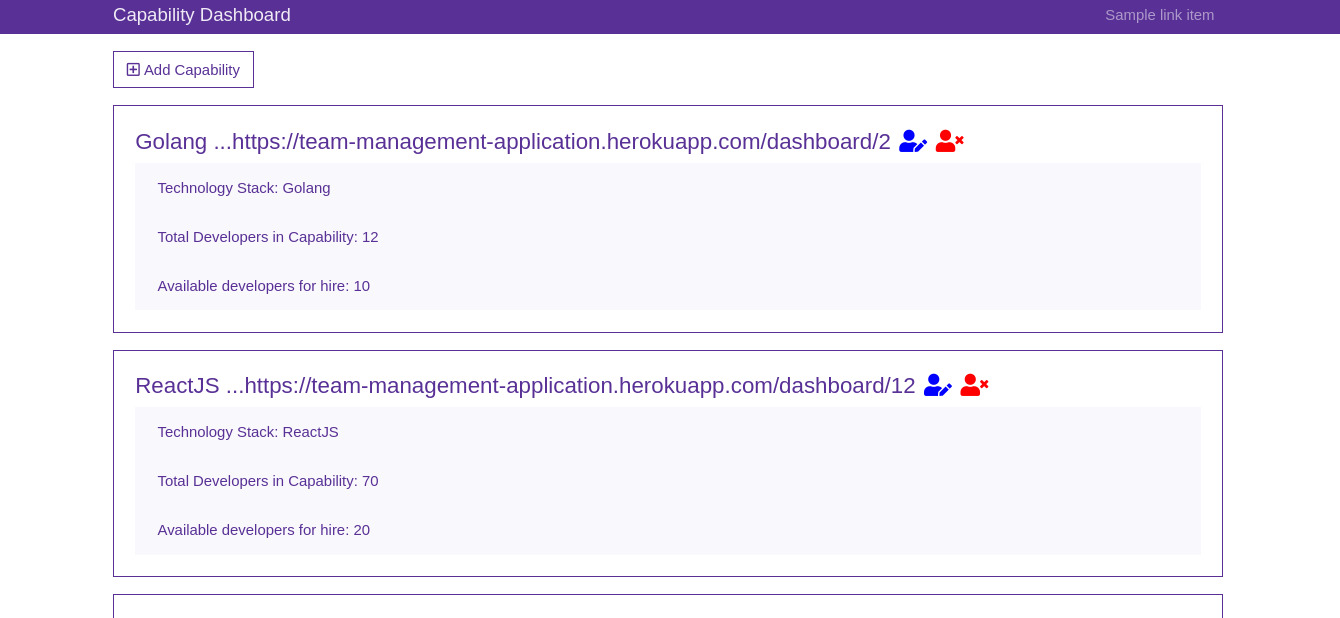 Capability Dashboard
Sample link item
Add Capability
Golang ...https://team-management-application.herokuapp.com/dashboard/2
Technology Stack: Golang
Total Developers in Capability: 12
Available developers for hire: 10
ReactJS ...https://team-management-application.herokuapp.com/dashboard/12
Technology Stack: ReactJS
Total Developers in Capability: 70
Available developers for hire: 20